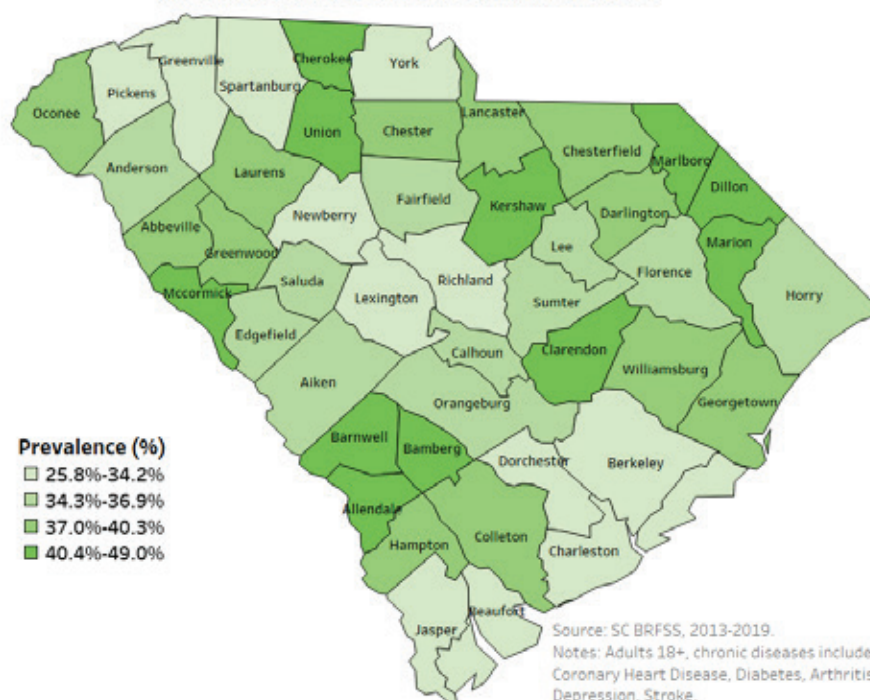 Cherokee
York
Greenville
Spartanburg
Pickens
Oconee
Union
Chester
Lancaster
Chesterfield
Marlboro
Dillon
Anderson
Laurens
Newberry
Fairfield
Kershaw
Darlington
Lee
Marion
Abbeville
Greenwood
Saluda
Richland
Florence
Mccormick
Lexington
Sumter
Horry
Edgefield
Calhoun
Clarendon
Aiken
Orangeburg
Williamsburg
Georgetown
Barnwell
Bamberg
Dorchester
Berkeley
Allendale
Hampton
Colleton
Charleston
Jasper
Beaufort
Prevalence (%)
25.8%-34.2%
34.3%-36.9%
37.0%-40.3%
40.4%-49.0%
Source: SC BRFSS, 2013-2019.
Notes: Adults 18+, chronic diseases include
Coronary Heart Disease, Diabetes, Arthritis
Depression, Stroke.